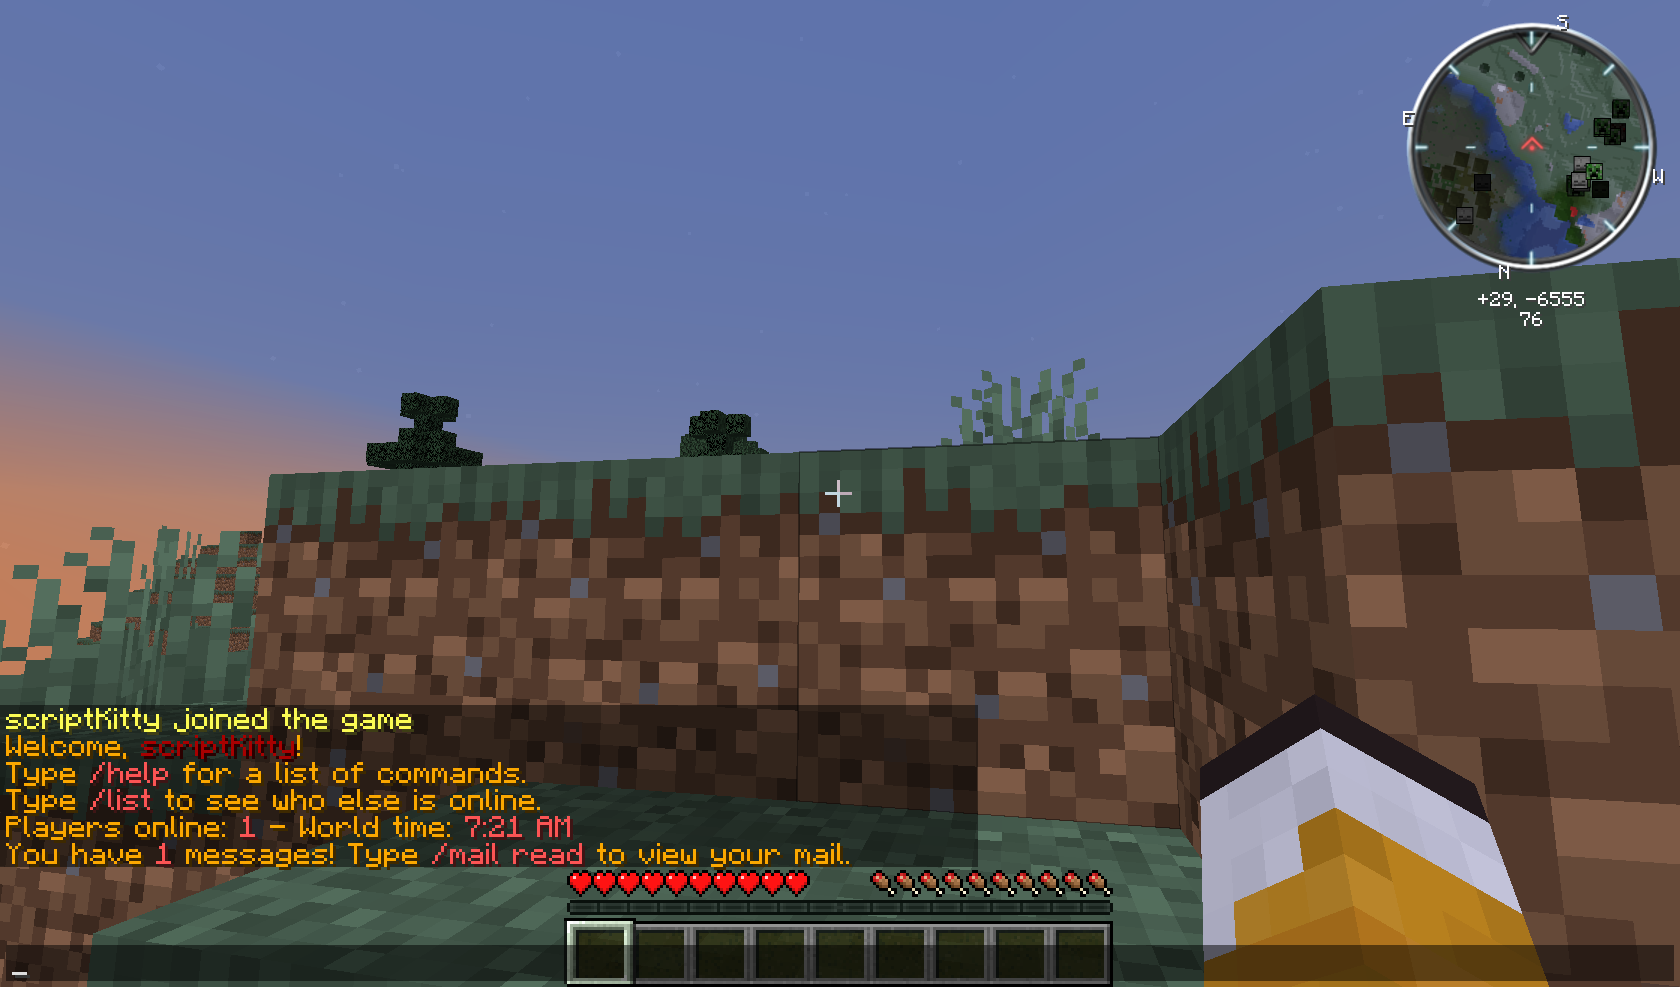 S
E
W
N
+29, -6555
76
scriptKitty joined the game
Welcome, scriptKitty!
Type /help for a list of commands.
Type /list to see who else is online.
Players online: 1 - World time: 7:21 AM
You have 1 messages! Type /mail read to view your mail.
_